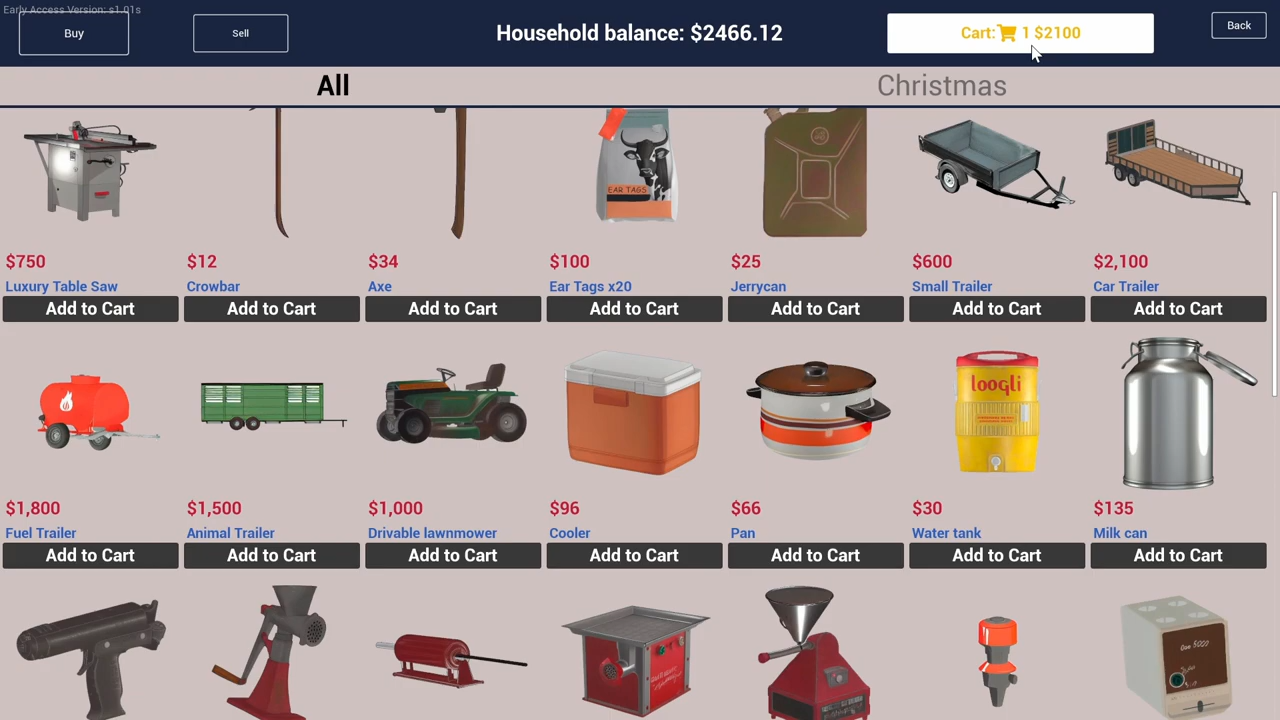 Early Access Version: s1.01s
Buy
Sell
Household balance: $2466.12
Cart: 1 $2100
Back
All
Christmas
EAR TAGS
$750
$12
$34
$100
$25
$600
$2,100
Luxury Table Saw
Crowbar
Axe
Ear Tags x20
Jerrycan
Small Trailer
Car Trailer
Add to Cart
Add to Cart
Add to Cart
Add to Cart
Add to Cart
Add to Cart
Add to Cart
loogli
$1,800
$1,500
$1,000
$96
$66
$30
$135
Fuel Trailer
Animal Trailer
Drivable lawnmower
Cooler
Pan
Water tank
Milk can
Add to Cart
Add to Cart
Add to Cart
Add to Cart
Add to Cart
Add to Cart
Add to Cart